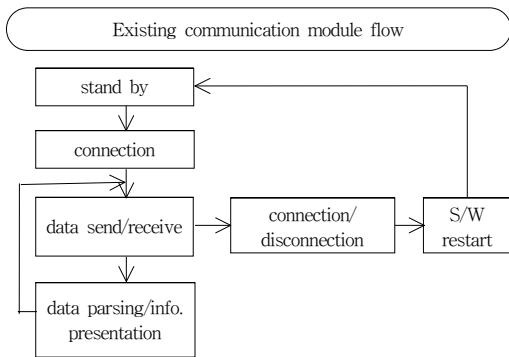 Existing communication module flow
stand by
connection
data send/receive
connection/
disconnection
S/W
restart
data parsing/info.
presentation